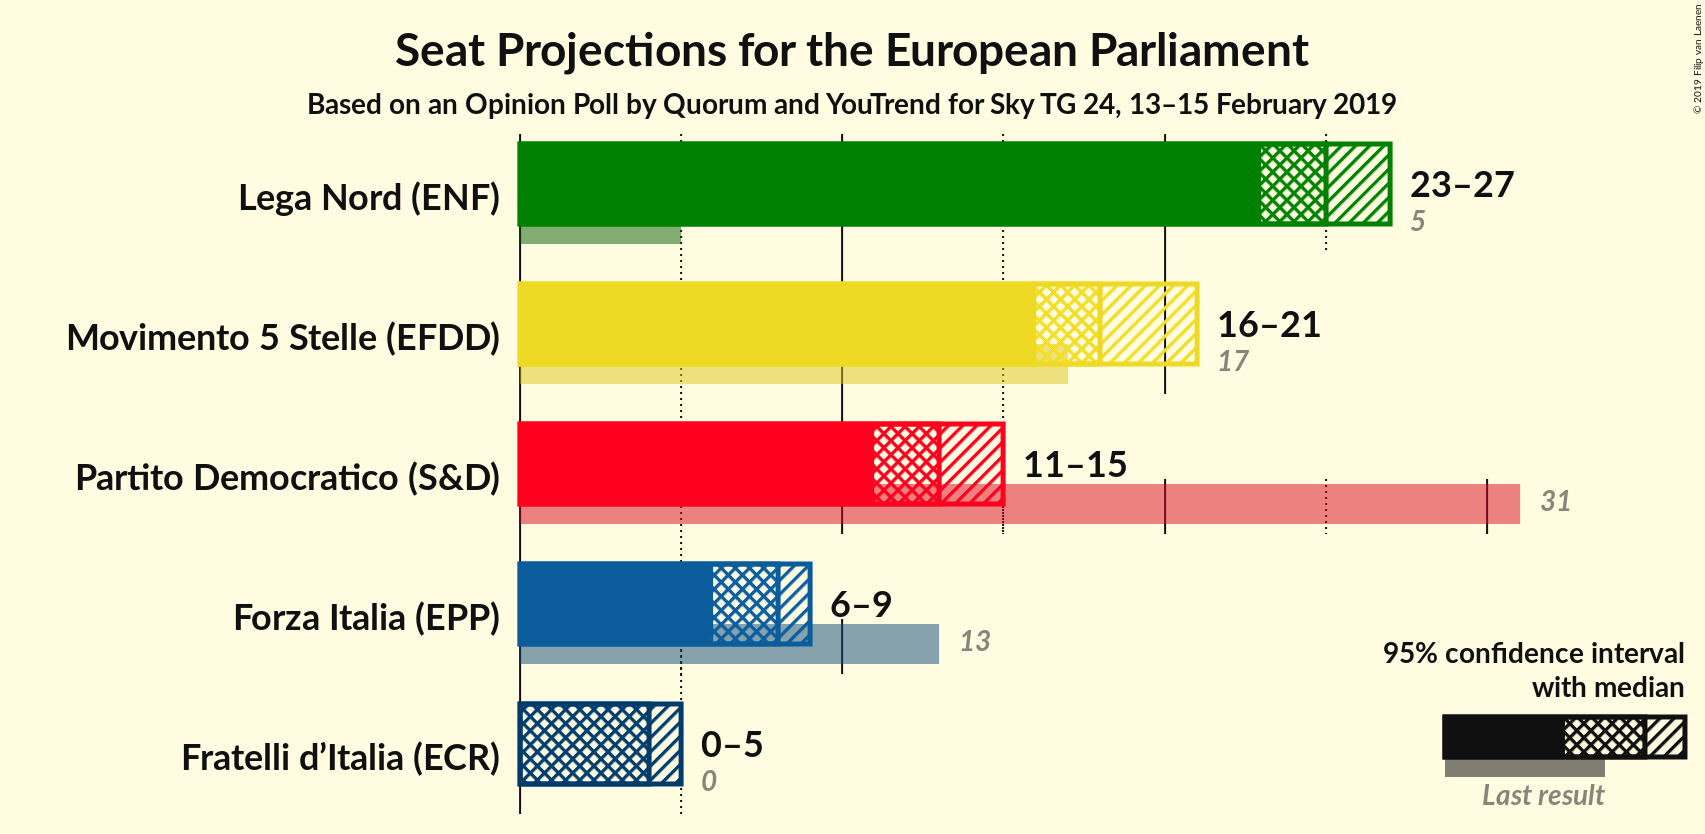 Seat Projections for the European Parliament
Based on an Opinion Poll by Quorum and YouTrend for Sky TG 24, 13–15 February 2019
© 2019 Filip van Laenen
Lega Nord (ENF)
23–27
5
Movimento 5 Stelle (EFDD)
16–21
17
Partito Democratico (S&D)
11–15
31
Forza Italia (EPP)
6–9
13
Fratelli d’Italia (ECR)
0–5
0
95% confidence interval
with median
Last result